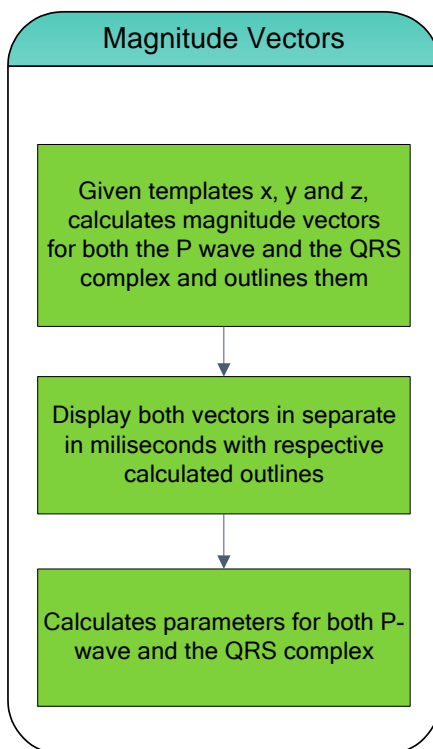 Magnitude Vectors
Given templates x, y and z,
calculates magnitude vectors
for both the P wave and the QRS
complex and outlines them
Display both vectors in separate
in miliseconds with respective
calculated outlines
Calculates parameters for both P-
wave and the QRS complex